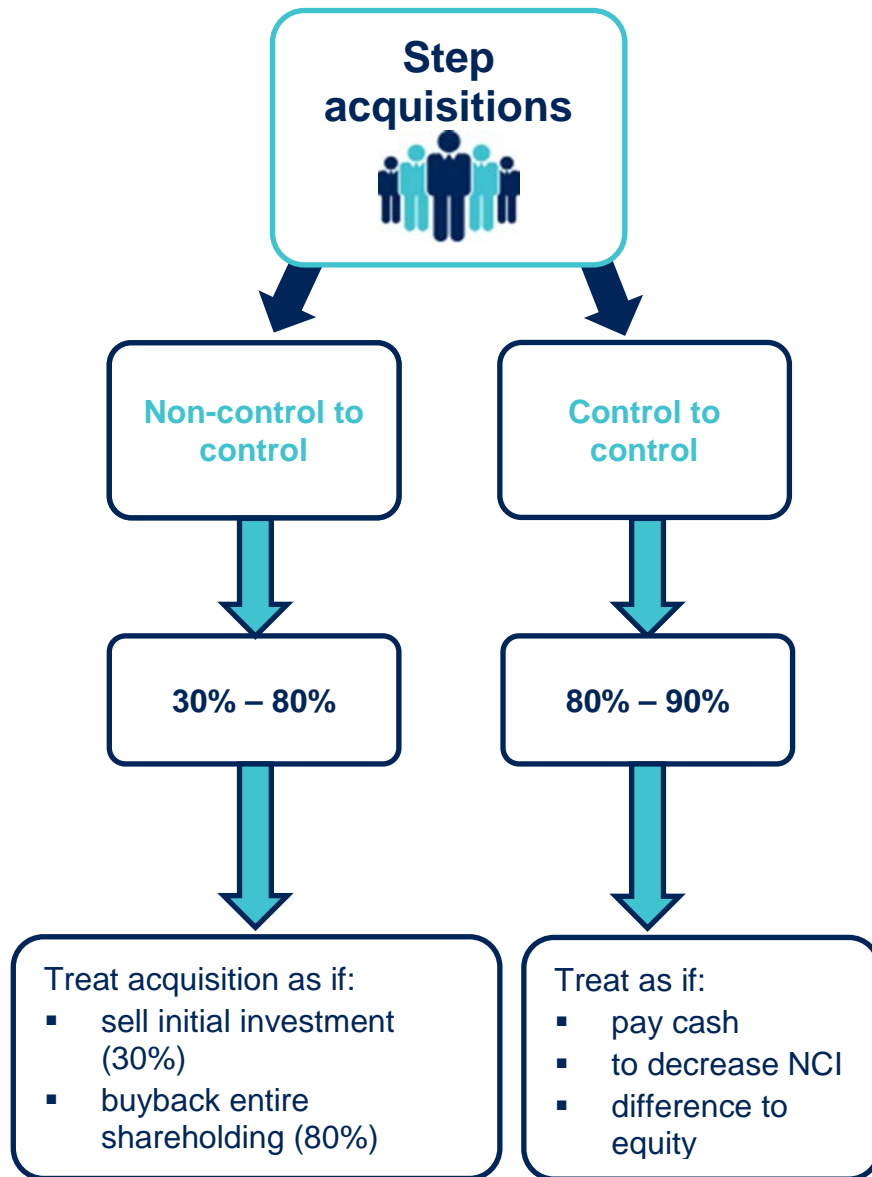 Step
acquisitions
Non-control to
control
Control to
control
30% – 80%
80% – 90%
Treat acquisition as if:
▪ sell initial investment
(30%)
▪ buyback entire
shareholding (80%)
Treat as if:
▪ pay cash
▪ to decrease NCI
▪ difference to
equity